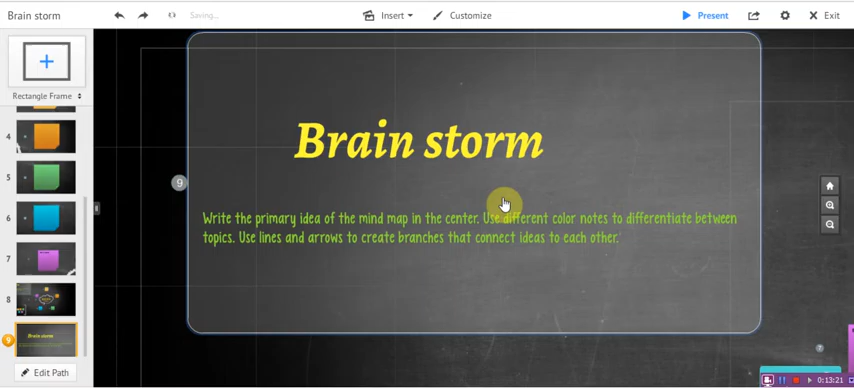 Brain storm
Saving...
Insert
Customize
Present
Exit
Rectangle Frame
4
5
6
7
8
9
Edit Path
Brain storm
9
Write the primary idea of the mind map in the center. Use different color notes to differentiate between
topics. Use lines and arrows to create branches that connect ideas to each other.
Brain storm
?
0:13:21